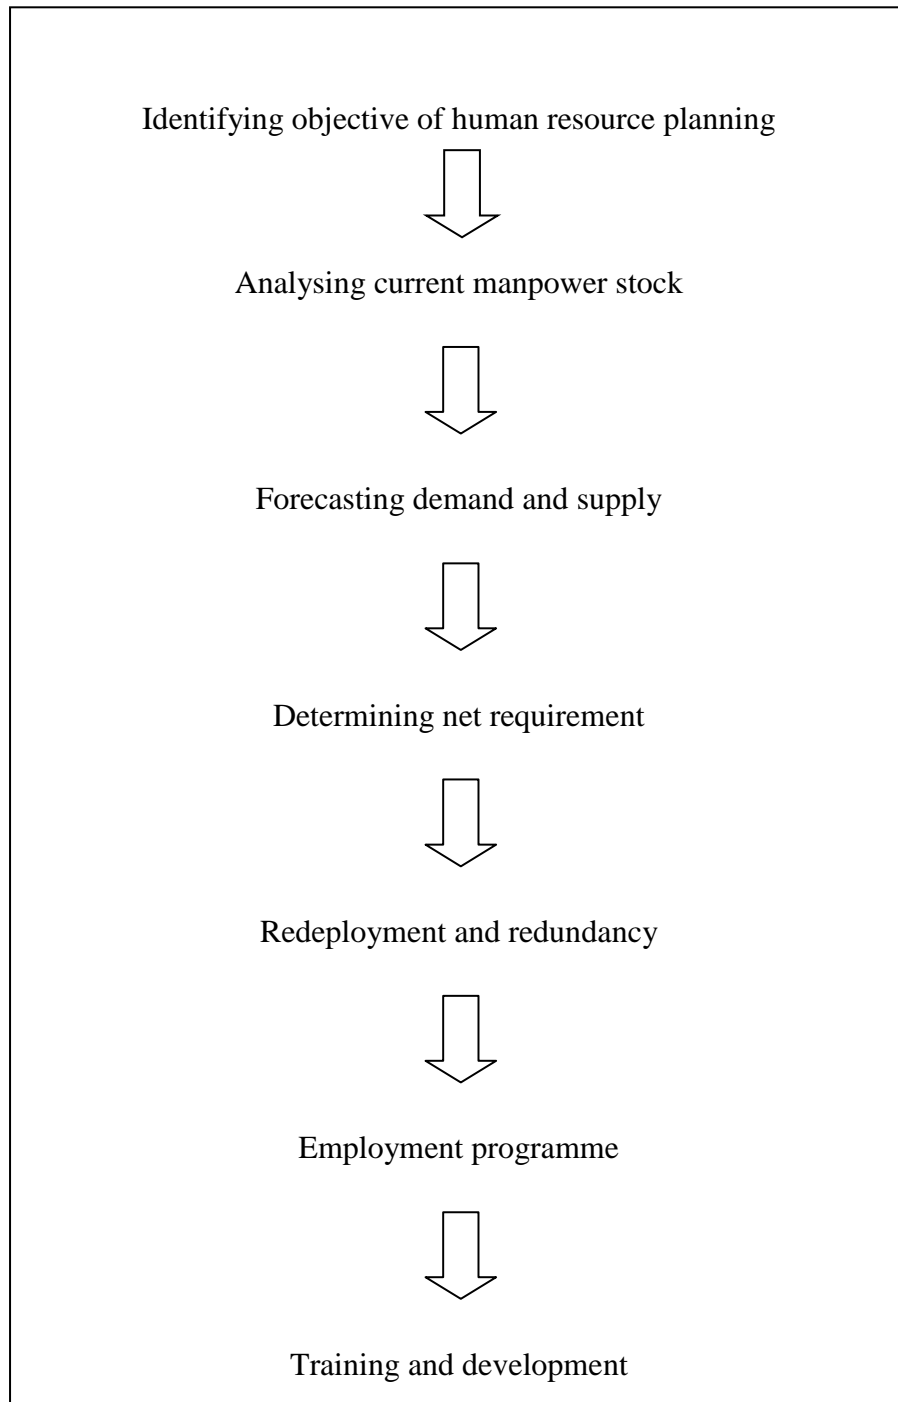 Identifying objective of human resource planning
Analysing current manpower stock
Forecasting demand and supply
Determining net requirement
Redeployment and redundancy
Employment programme
Training and development